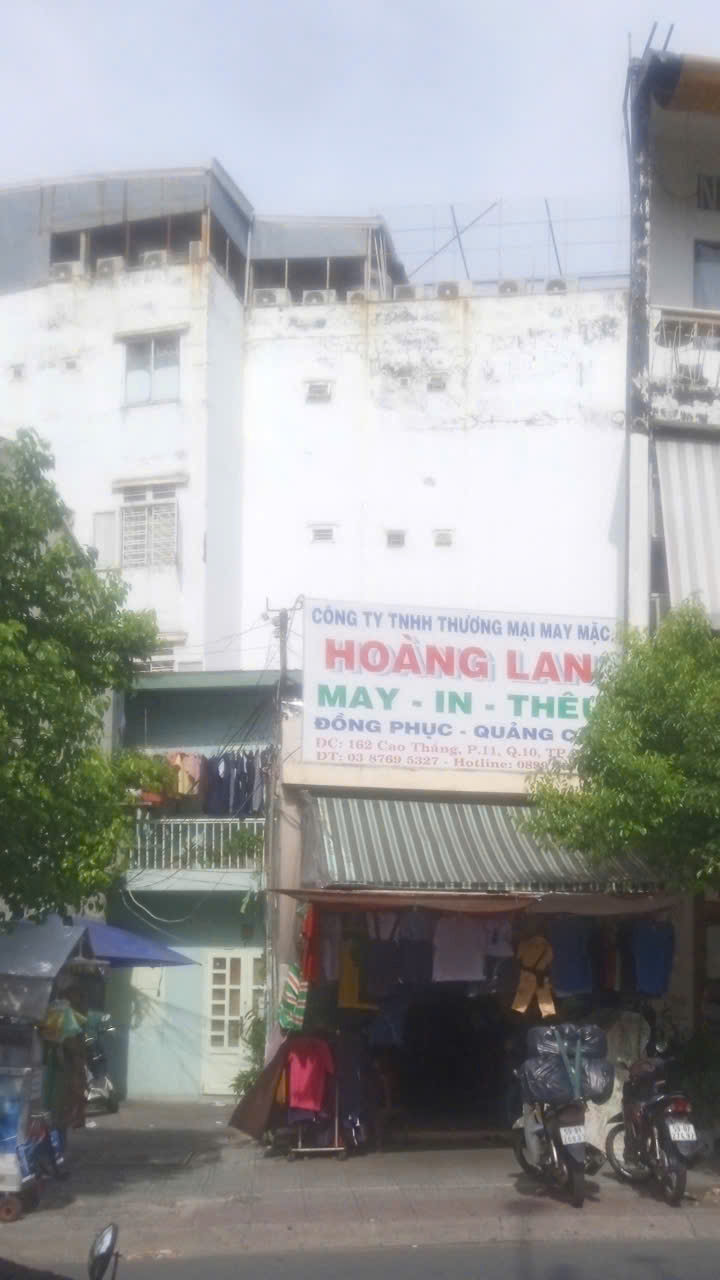 CÔNG TY TNHH THƯƠNG MẠI MAY MẶC
HOÀNG LAN
MAY - IN - THÊU
ĐỒNG PHỤC - QUẢNG
ĐC: 162 Cao Thắng, P.11, Q.10, TP
ĐT: 03 8769 5327 - Hotline: